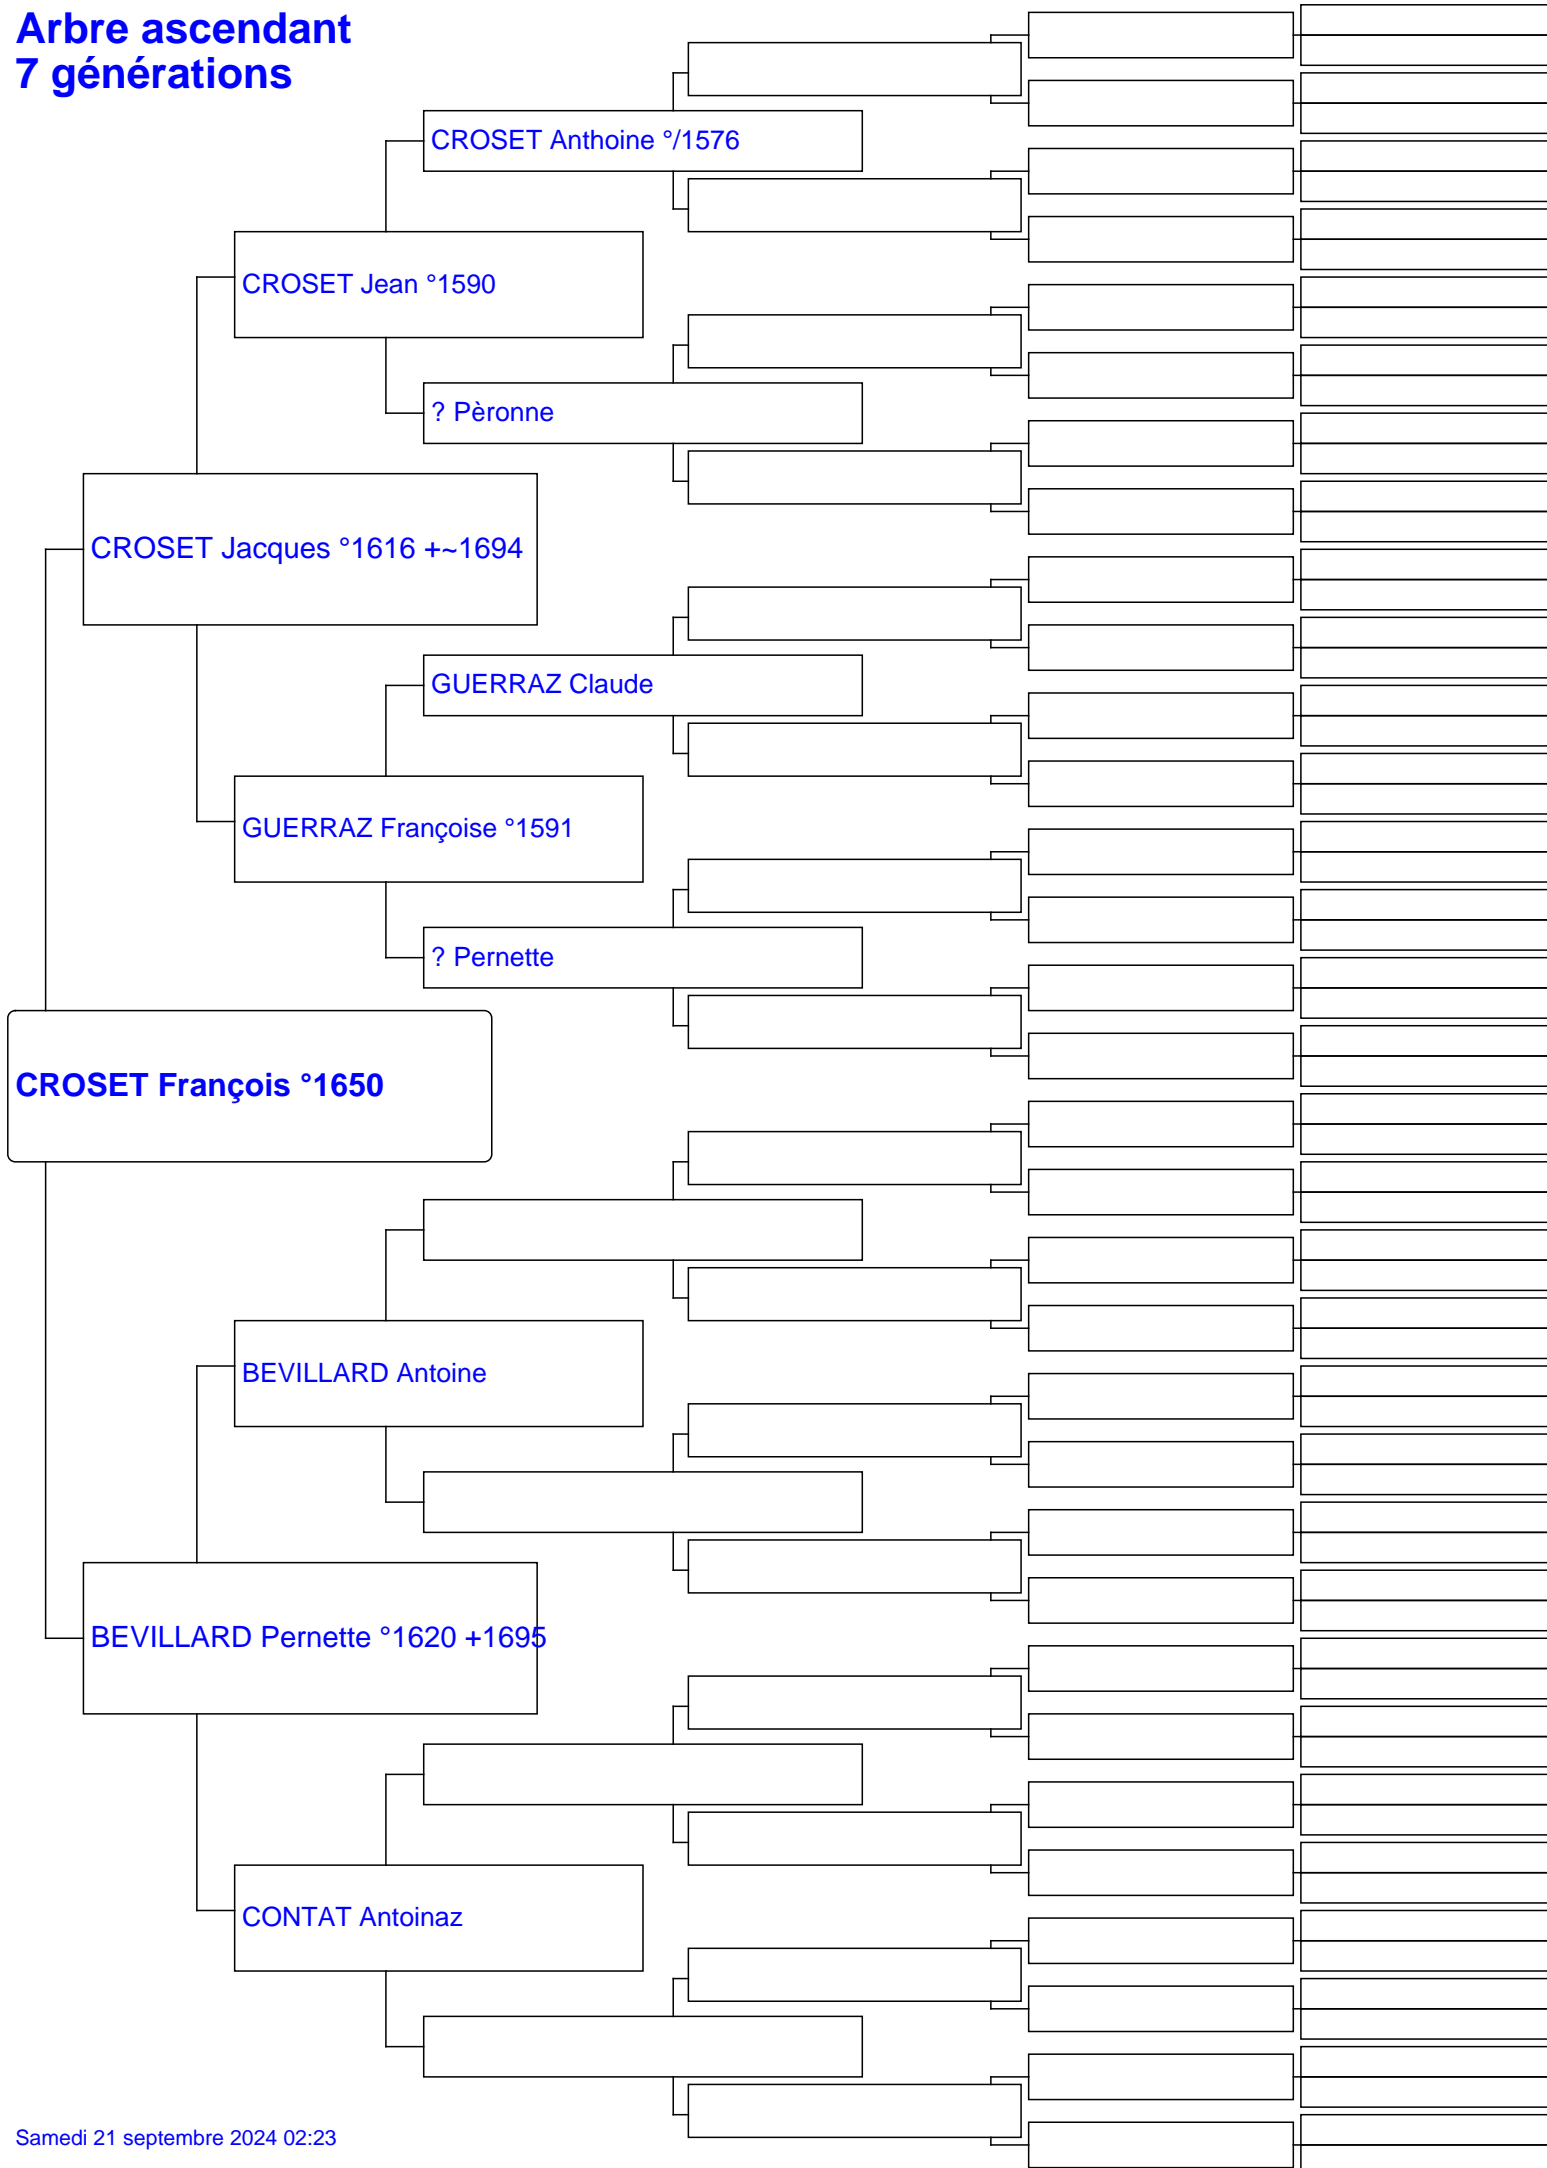 Arbre ascendant
7 générations
CROSET Anthoine °/1576
CROSET Jean °1590
? Pèronne
CROSET Jacques °1616 +~1694
GUERRAZ Claude
GUERRAZ Françoise °1591
? Pernette
CROSET François °1650
BEVILLARD Antoine
BEVILLARD Pernette °1620 +1695
CONTAT Antoinaz
Samedi 21 septembre 2024 02:23